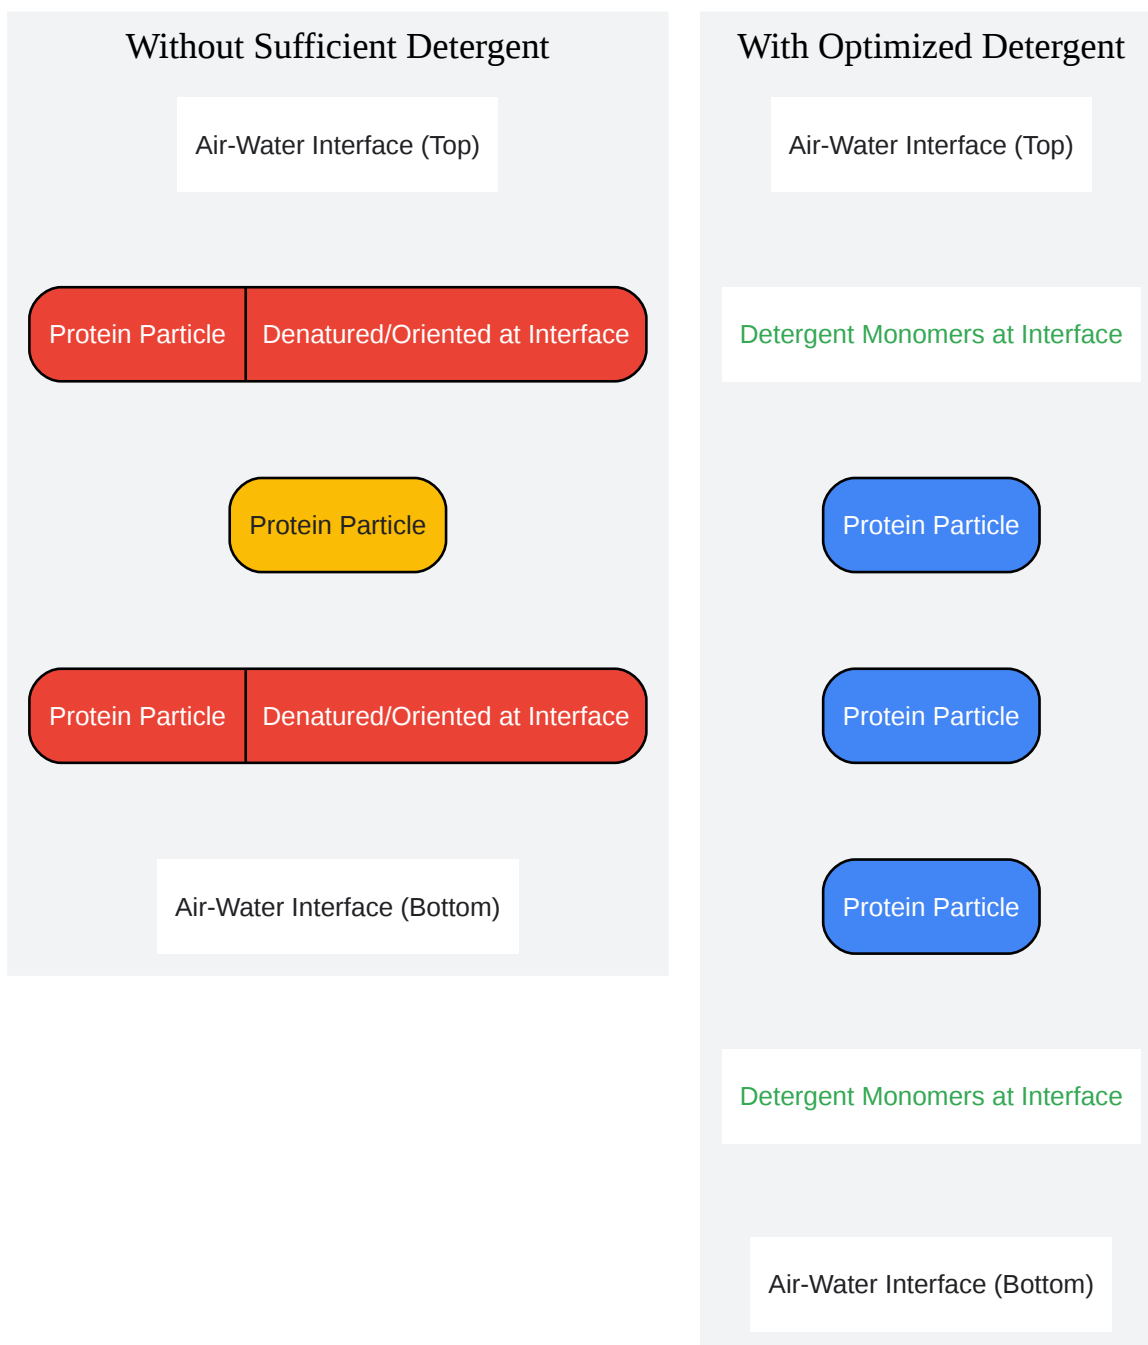 Without Sufficient Detergent
Air-Water Interface (Top)
Protein Particle
Denatured/Oriented at Interface
Protein Particle
Protein Particle
Denatured/Oriented at Interface
Air-Water Interface (Bottom)
With Optimized Detergent
Air-Water Interface (Top)
Detergent Monomers at Interface
Protein Particle
Protein Particle
Protein Particle
Detergent Monomers at Interface
Air-Water Interface (Bottom)